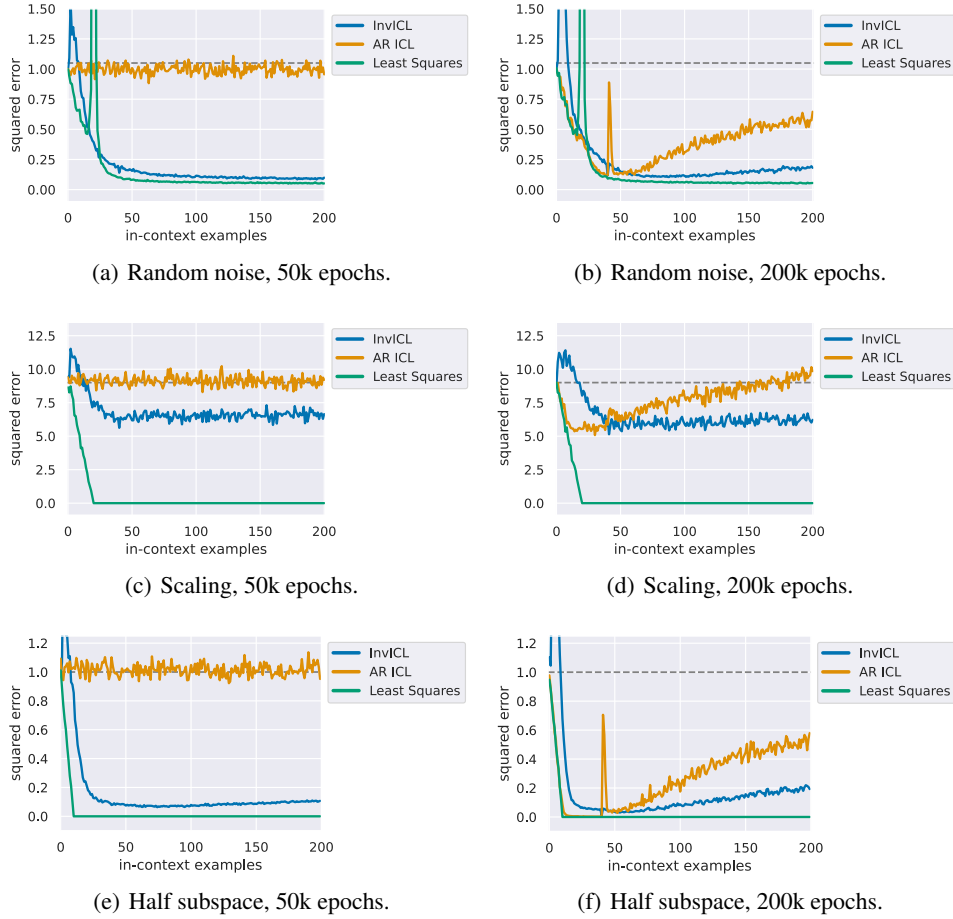 1.50
1.25
1.00
0.75
0.50
0.25
0.00
squared error
0 50 100 150 200
in-context examples
InvICL
AR ICL
Least Squares
(a) Random noise, 50k epochs.
1.50
1.25
1.00
0.75
0.50
0.25
0.00
squared error
0 50 100 150 200
in-context examples
InvICL
AR ICL
Least Squares
(b) Random noise, 200k epochs.
12.5
10.0
7.5
5.0
2.5
0.0
squared error
0 50 100 150 200
in-context examples
InvICL
AR ICL
Least Squares
(c) Scaling, 50k epochs.
12.5
10.0
7.5
5.0
2.5
0.0
squared error
0 50 100 150 200
in-context examples
InvICL
AR ICL
Least Squares
(d) Scaling, 200k epochs.
1.2
1.0
0.8
0.6
0.4
0.2
0.0
squared error
0 50 100 150 200
in-context examples
InvICL
AR ICL
Least Squares
(e) Half subspace, 50k epochs.
1.2
1.0
0.8
0.6
0.4
0.2
0.0
squared error
0 50 100 150 200
in-context examples
InvICL
AR ICL
Least Squares
(f) Half subspace, 200k epochs.